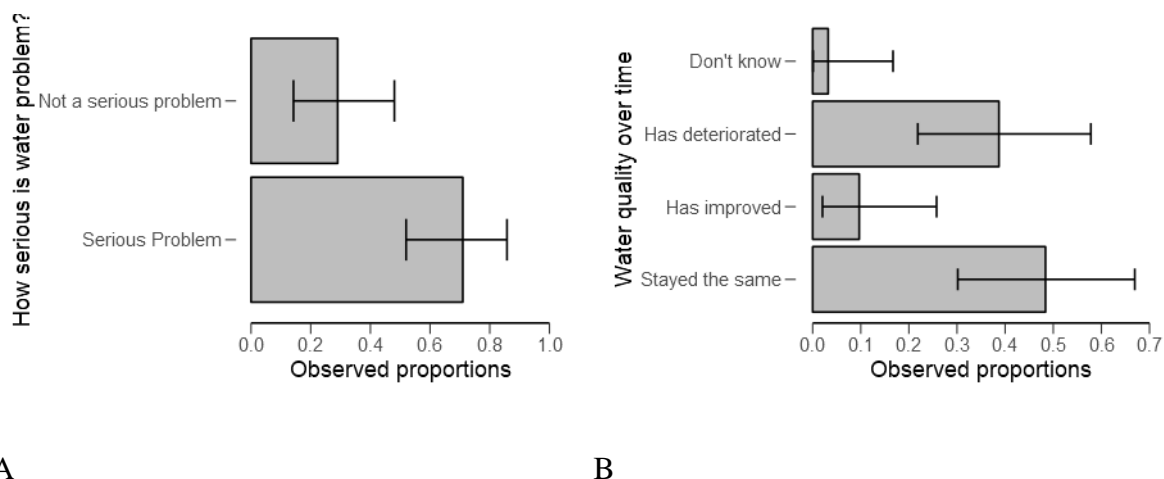 How serious is water problem?
Not a serious problem
Serious Problem
0.0 0.2 0.4 0.6 0.8 1.0
Observed proportions
A
Water quality over time
Don't know
Has deteriorated
Has improved
Stayed the same
0.0 0.1 0.2 0.3 0.4 0.5 0.6 0.7
Observed proportions
B